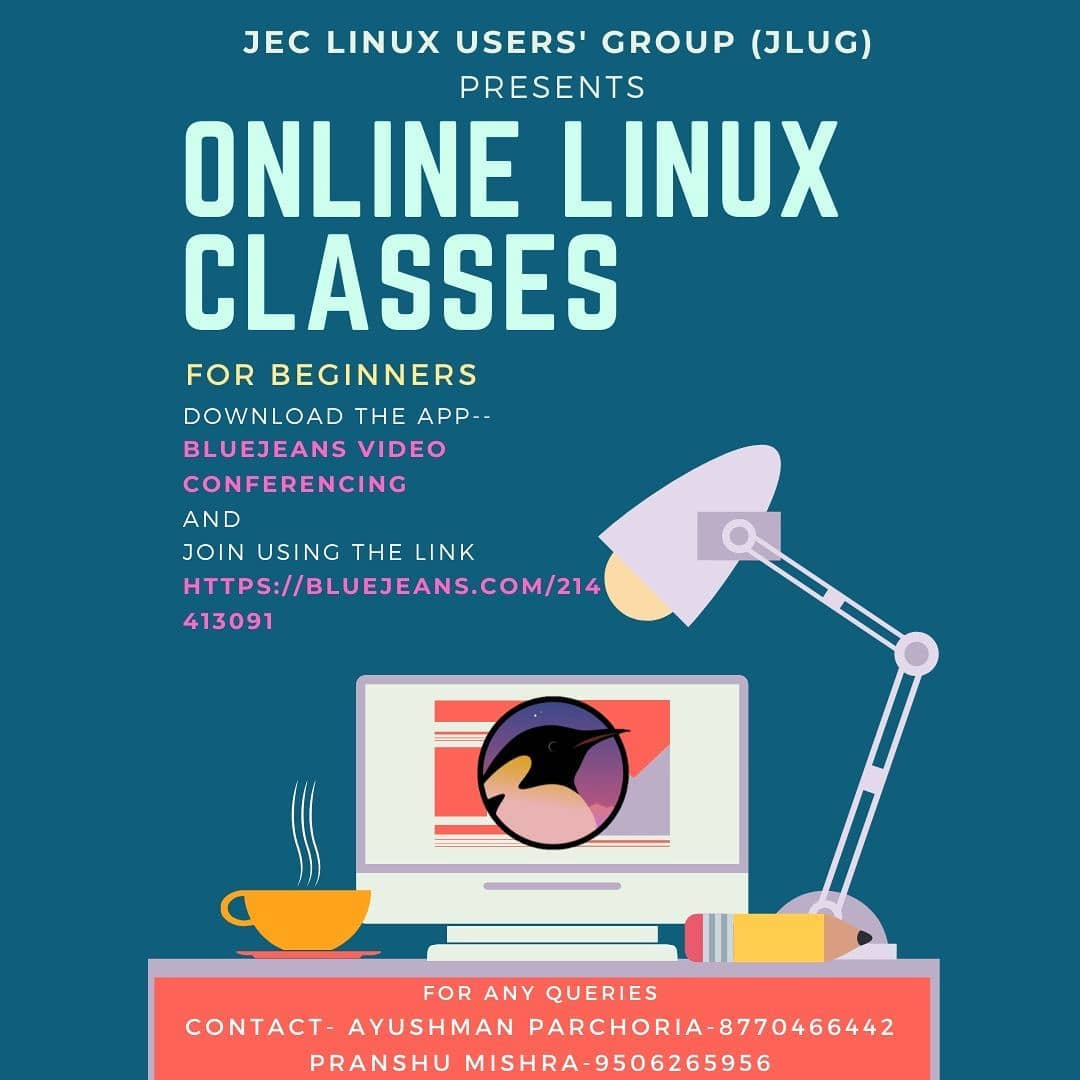 JEC LINUX USERS' GROUP (JLUG)
PRESENTS
ONLINE LINUX
CLASSES
FOR BEGINNERS
DOWNLOAD THE APP--
BLUEJEANS VIDEO
CONFERENCING
AND
JOIN USING THE LINK
HTTPS://BLUEJEANS.COM/214
413091
FOR ANY QUERIES
CONTACT- AYUSHMAN PARCHORIA-8770466442
PRANSHU MISHRA-9506265956